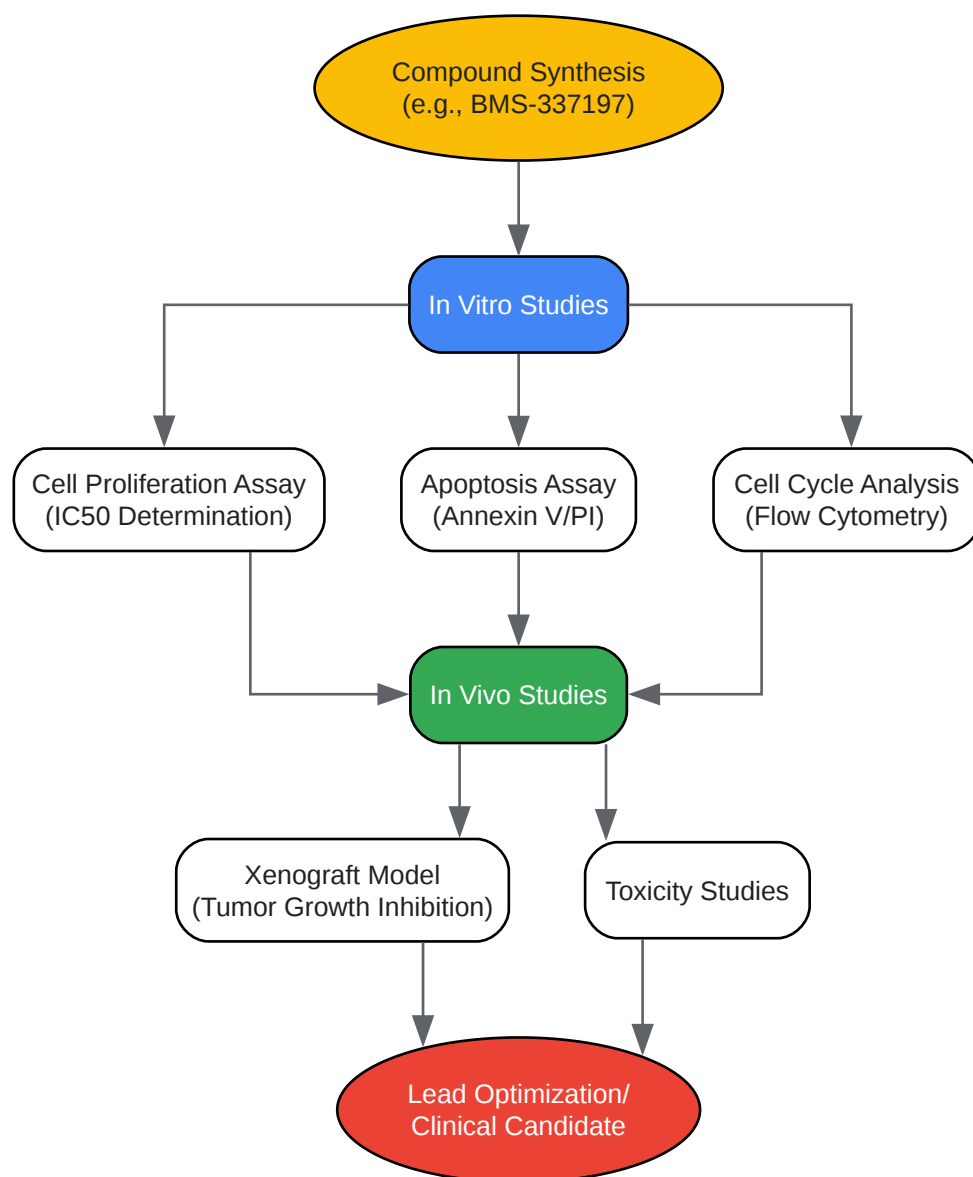 Compound Synthesis
(e.g., BMS-337197)
In Vitro Studies
Cell Proliferation Assay
(IC50 Determination)
Apoptosis Assay
(Annexin V/PI)
Cell Cycle Analysis
(Flow Cytometry)
In Vivo Studies
Xenograft Model
(Tumor Growth Inhibition)
Toxicity Studies
Lead Optimization/
Clinical Candidate